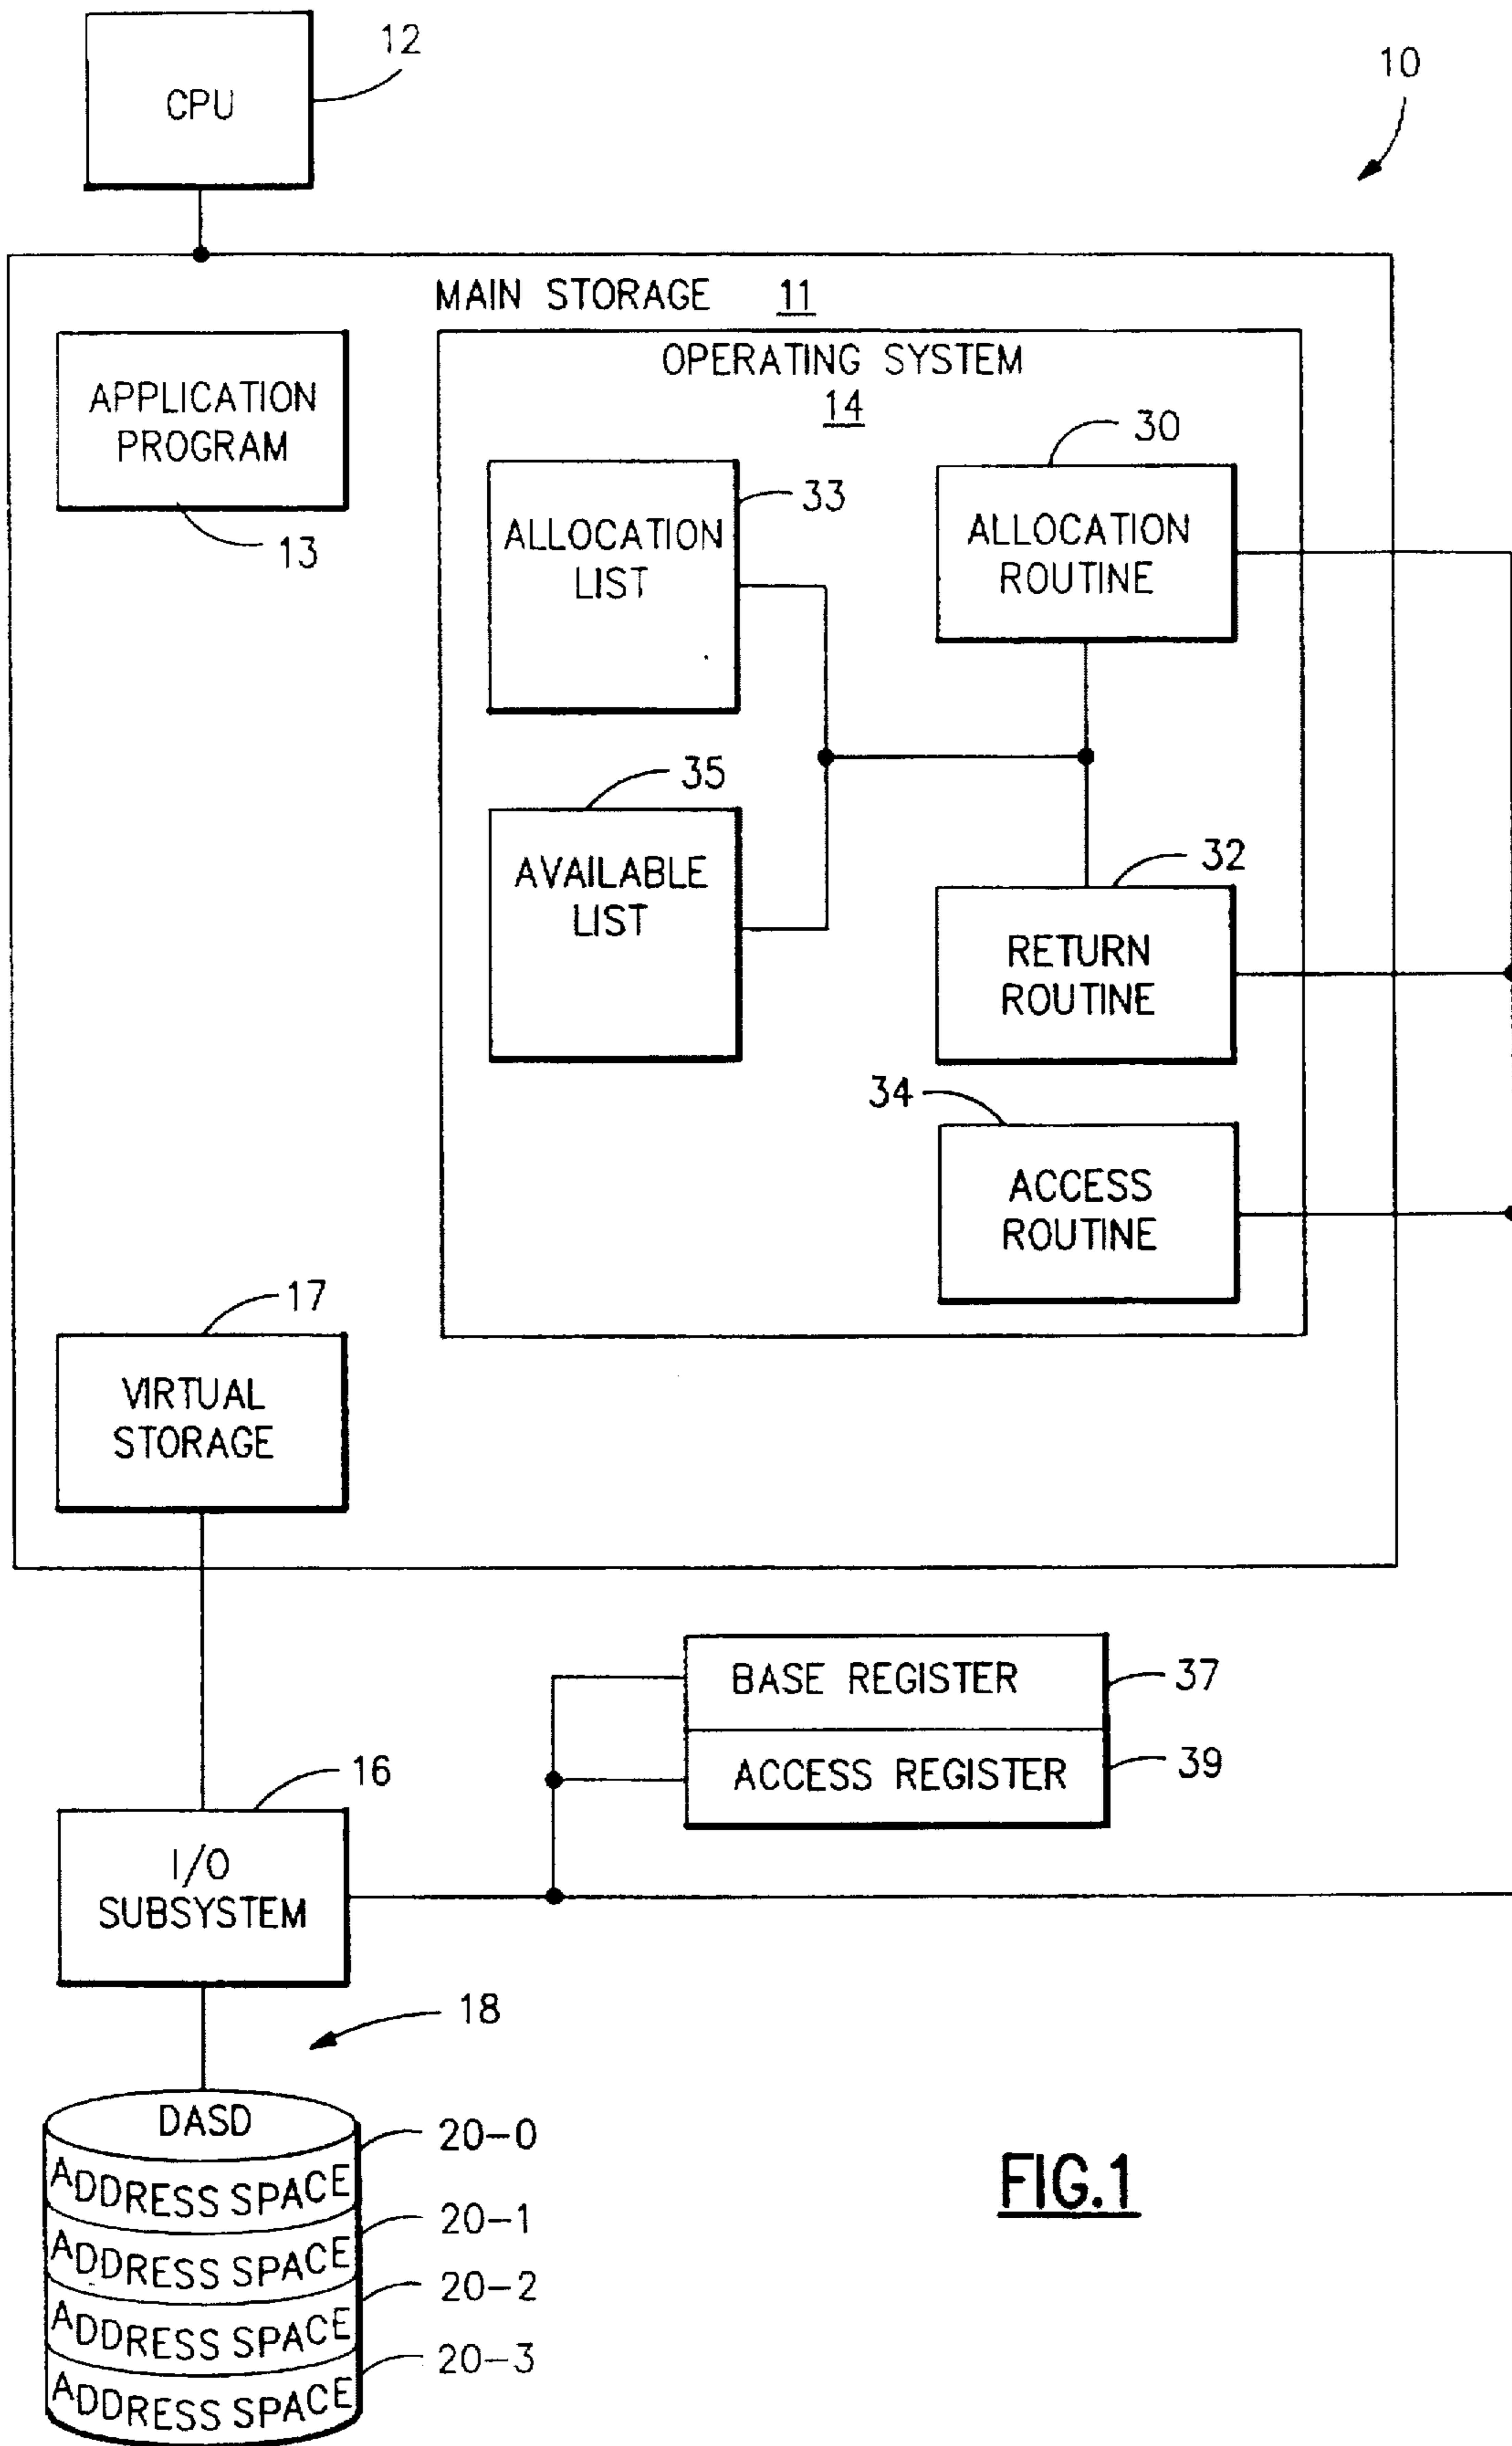 CPU
12
10
MAIN STORAGE 11
APPLICATION
PROGRAM
13
OPERATING SYSTEM
14
ALLOCATION
LIST
33
30
ALLOCATION
ROUTINE
35
AVAILABLE
LIST
32
RETURN
ROUTINE
34
ACCESS
ROUTINE
17
VIRTUAL
STORAGE
BASE REGISTER
37
ACCESS REGISTER
39
16
I/O
SUBSYSTEM
18
DASD
20-0
ADDRESS SPACE
20-1
ADDRESS SPACE
20-2
ADDRESS SPACE
20-3
ADDRESS SPACE
FIG.1